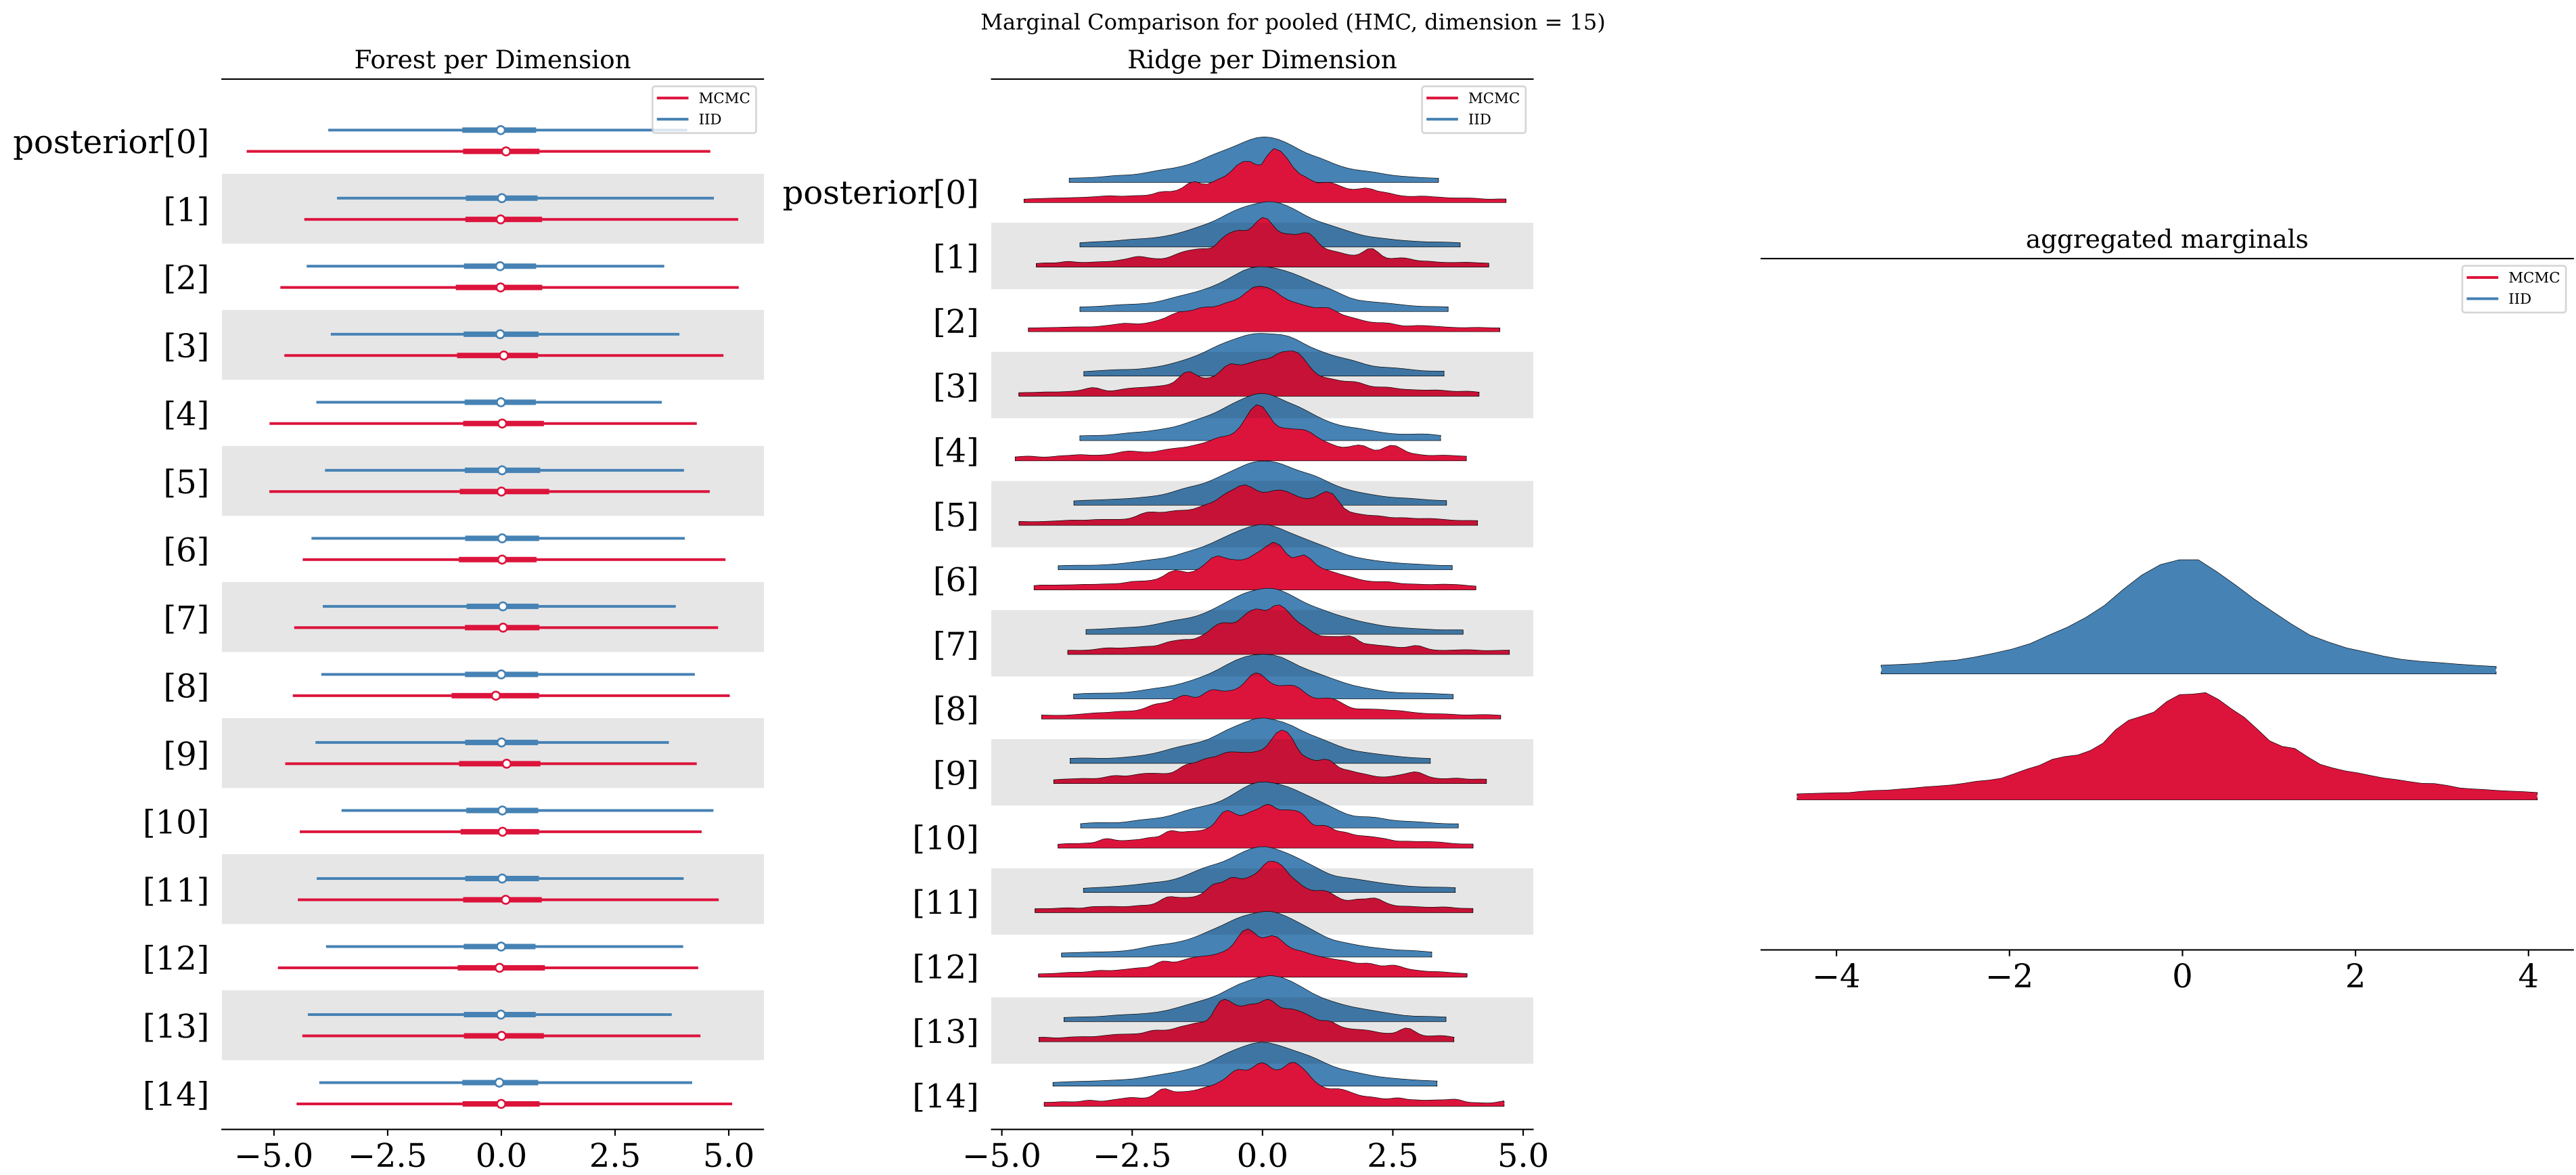 Marginal Comparison for pooled (HMC, dimension = 15)
Forest per Dimension
MCMC
IID
posterior[0]
[1]
[2]
[3]
[4]
[5]
[6]
[7]
[8]
[9]
[10]
[11]
[12]
[13]
[14]
−5.0 −2.5 0.0 2.5 5.0
Ridge per Dimension
MCMC
IID
posterior[0]
[1]
[2]
[3]
[4]
[5]
[6]
[7]
[8]
[9]
[10]
[11]
[12]
[13]
[14]
−5.0 −2.5 0.0 2.5 5.0
aggregated marginals
MCMC
IID
−4 −2 0 2 4